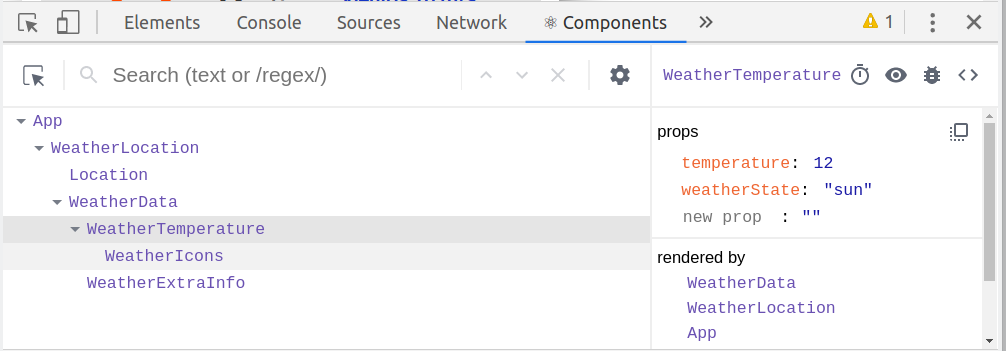 Elements Console Sources Network Components 1
Search (text or /regex/)
WeatherTemperature
App
WeatherLocation
Location
WeatherData
WeatherTemperature
WeatherIcons
WeatherExtraInfo
props
temperature: 12
weatherState: "sun"
new prop : ""
rendered by
WeatherData
WeatherLocation
App